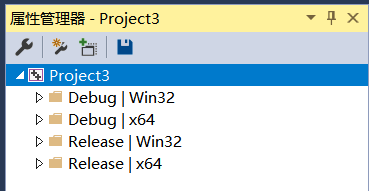 属性管理器 - Project3
Project3
Debug | Win32
Debug | x64
Release | Win32
Release | x64